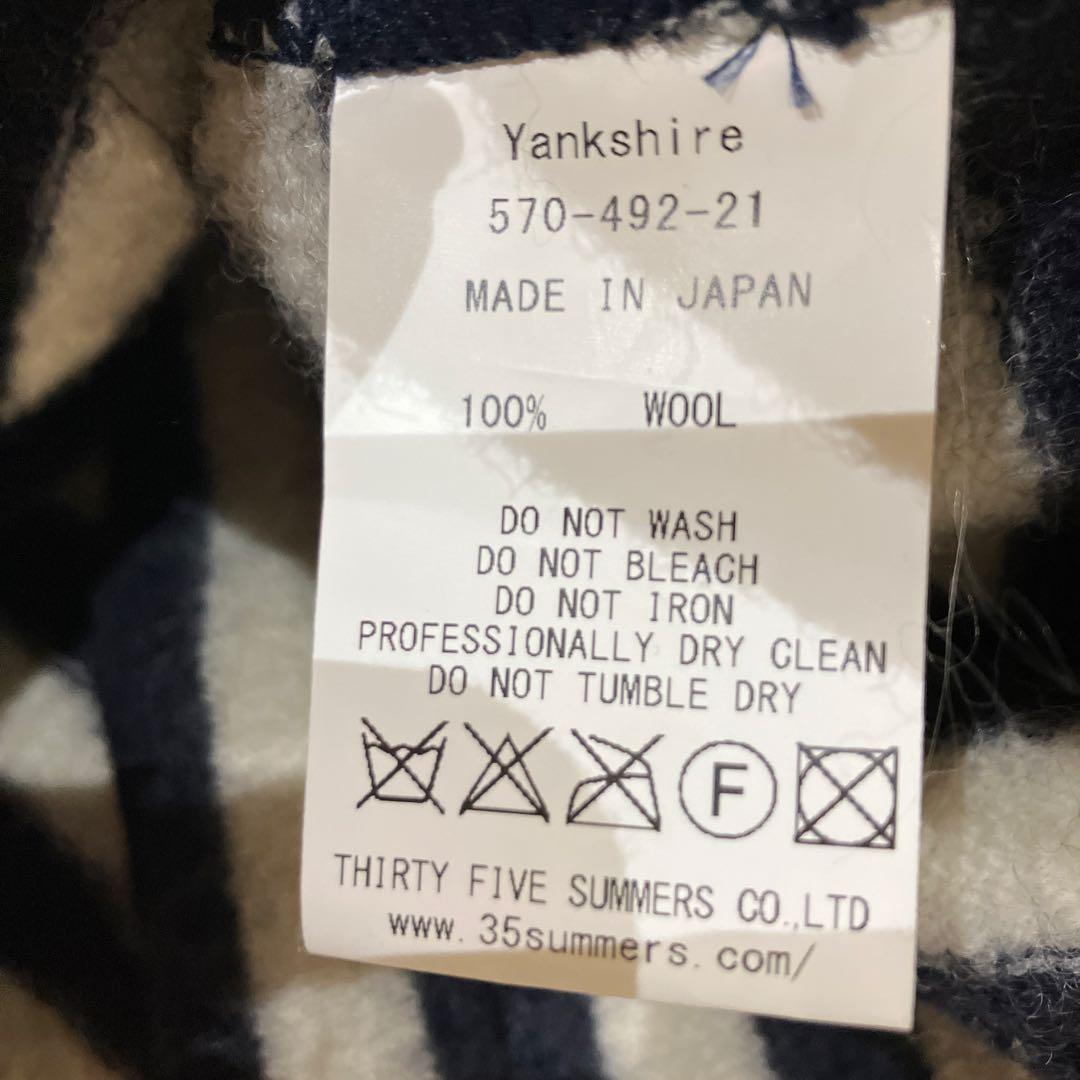 Yankshire
570-492-21
MADE IN JAPAN
100% WOOL
DO NOT WASH
DO NOT BLEACH
DO NOT IRON
PROFESSIONALLY DRY CLEAN
DO NOT TUMBLE DRY
F
THIRTY FIVE SUMMERS CO.,LTD
www.35summers.com/